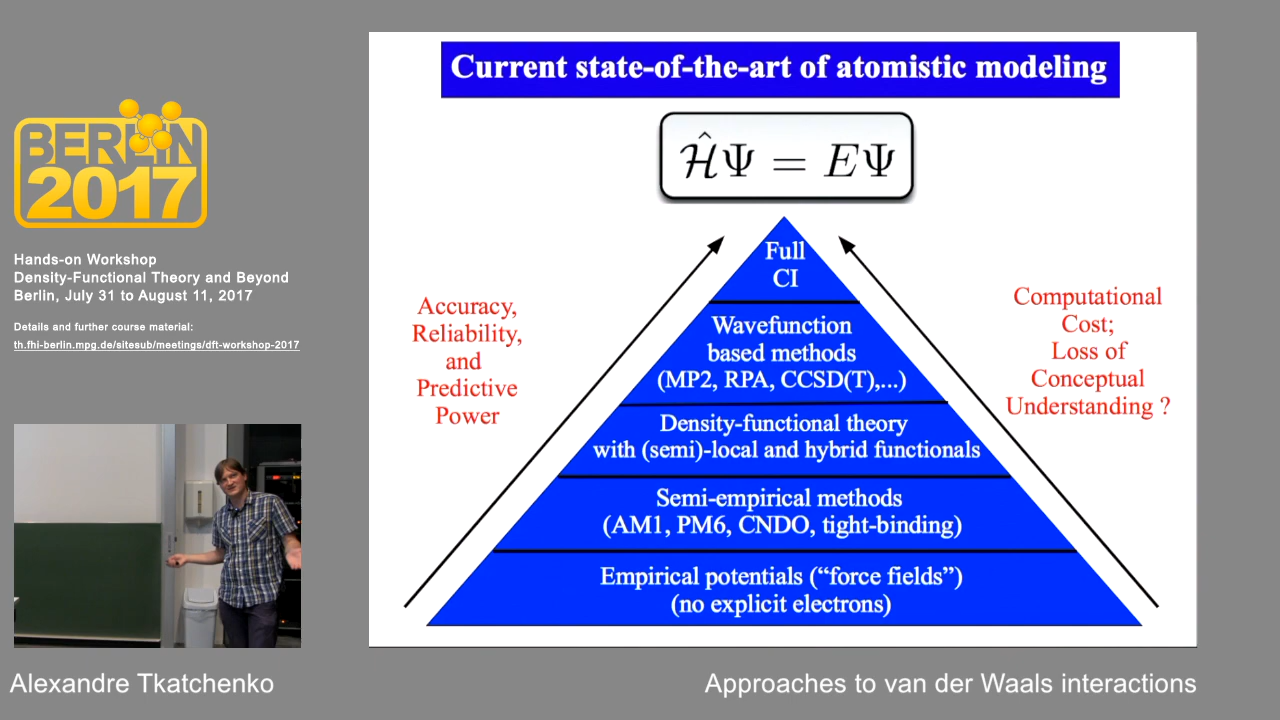 BERLIN
2017
Hands-on Workshop
Density-Functional Theory and Beyond
Berlin, July 31 to August 11, 2017
Details and further course material:
th.fhi-berlin.mpg.de/sitesub/meetings/dft-workshop-2017
Current state-of-the-art of atomistic modeling
\hat{\mathcal{H}}Ψ = EΨ
Full
CI
Wavefunction
based methods
(MP2, RPA, CCSD(T),...)
Density-functional theory
with (semi)-local and hybrid functionals
Semi-empirical methods
(AM1, PM6, CNDO, tight-binding)
Empirical potentials (“force fields”)
(no explicit electrons)
Accuracy,
Reliability,
and
Predictive
Power
Computational
Cost;
Loss of
Conceptual
Understanding ?
Alexandre Tkatchenko
Approaches to van der Waals interactions